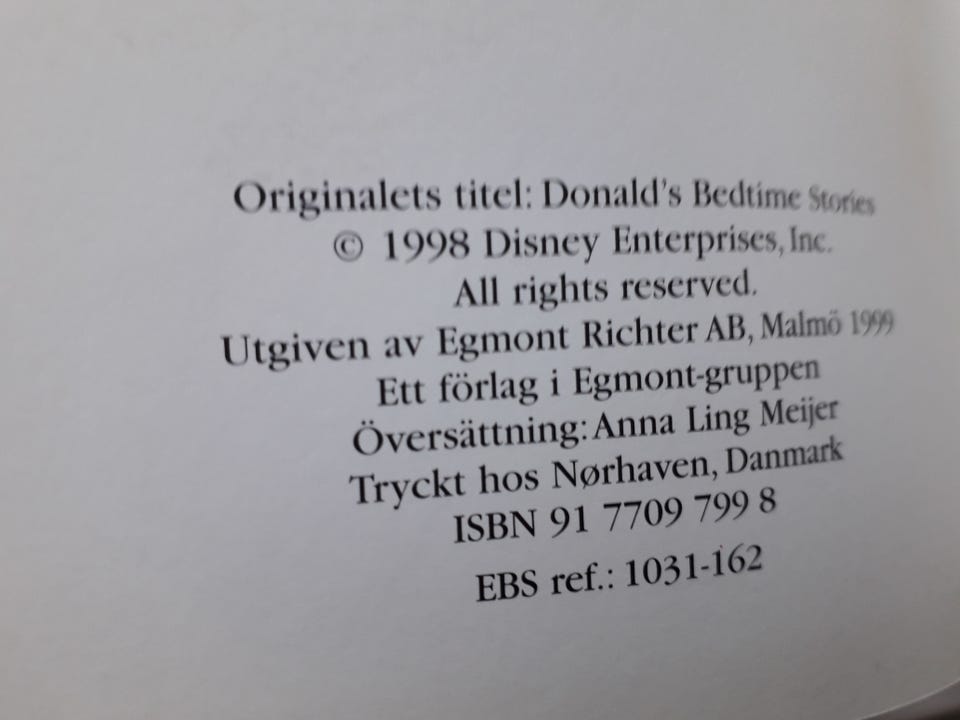 Originalets titel: Donald's Bedtime Stories
© 1998 Disney Enterprises, Inc.
All rights reserved.
Utgiven av Egmont Richter AB, Malmö 1999
Ett förlag i Egmont-gruppen
Översättning: Anna Ling Meijer
Tryckt hos Nørhaven, Danmark
ISBN 91 7709 799 8
EBS ref.: 1031-162